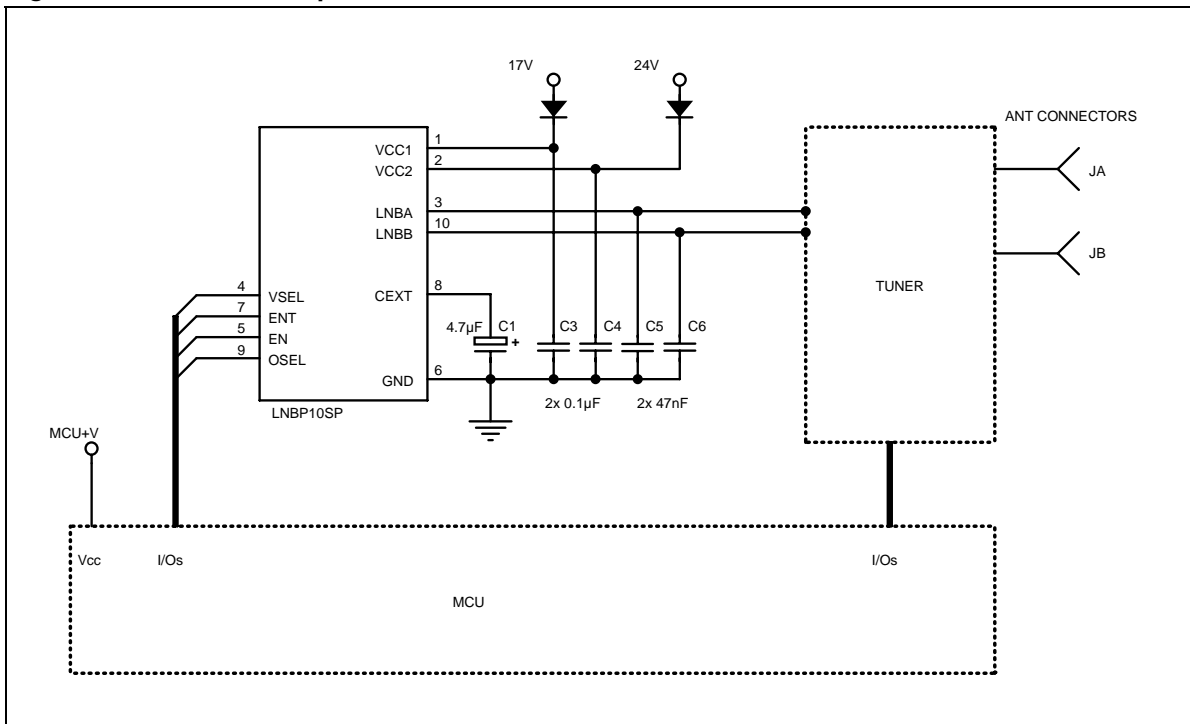 17V
24V
ANT CONNECTORS
1
VCC1
2
VCC2
JA
3
LNBA
10
LNBB
JB
TUNER
4
VSEL
8
CEXT
7
ENT
4.7µF
C1
C3
C4
C5
C6
5
EN
+
9
OSEL
6
GND
2x 0.1µF
2x 47nF
LNBP10SP
MCU+V
Vcc
I/Os
I/Os
MCU